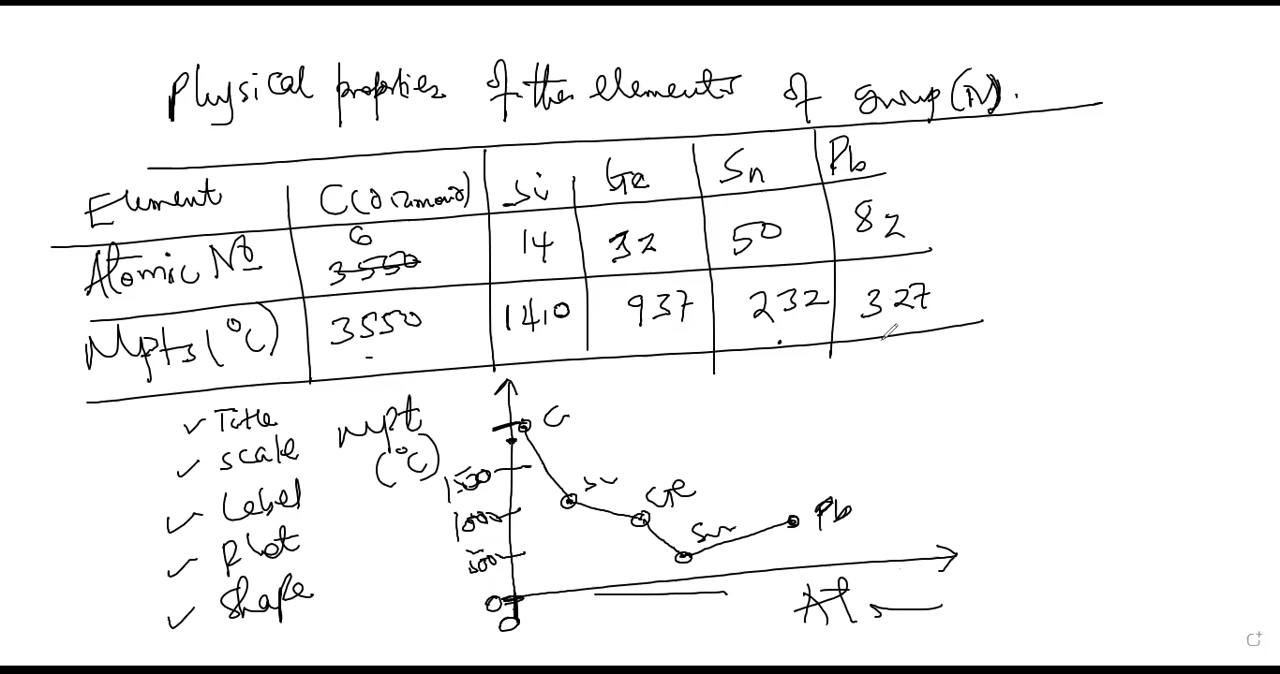 Physical properties of the elements of group (IV).
Element C(diamond) Si Ge Sn Pb
Atomic No 6 3550 14 32 50 82
Mpts (°C) 3550 1410 937 232 327
✓ Title
✓ scale
✓ Label
✓ Plot
✓ Shape
mpt
(°C)
C
1500
Si
Ge
Pb
1000
Sn
500
0
0
At